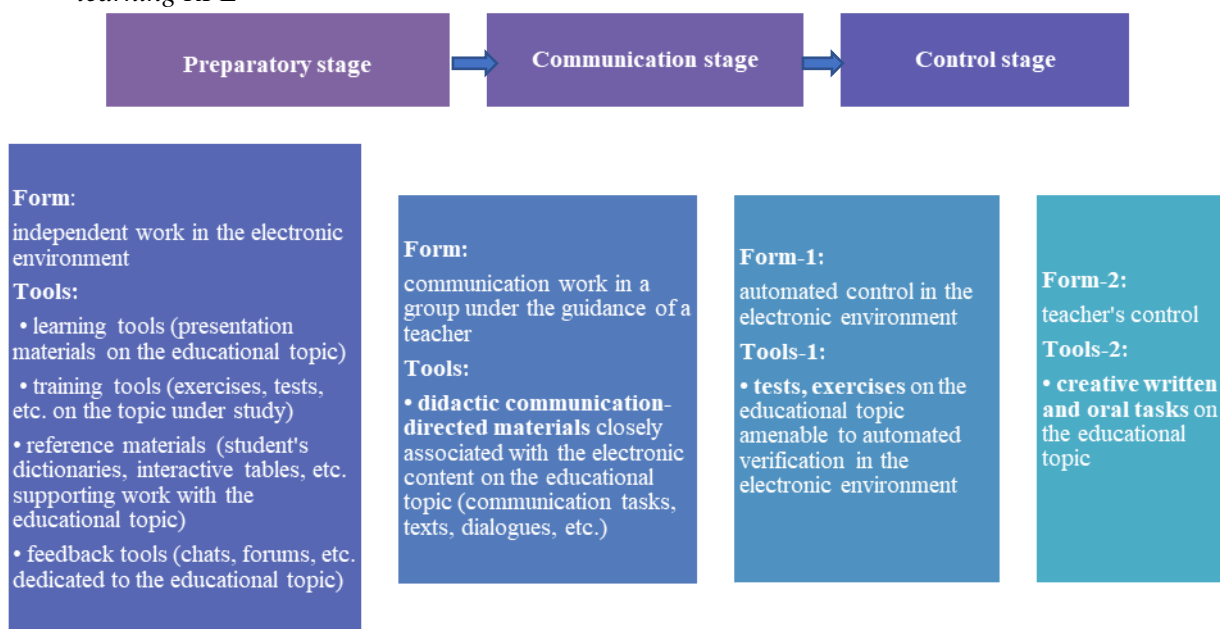 learning RFL
Preparatory stage
Communication stage
Control stage
Form:
independent work in the electronic
environment
Tools:
• learning tools (presentation
materials on the educational topic)
• training tools (exercises, tests,
etc. on the topic under study)
• reference materials (student's
dictionaries, interactive tables, etc.
supporting work with the
educational topic)
• feedback tools (chats, forums, etc.
dedicated to the educational topic)
Form:
communication work in a
group under the guidance of a
teacher
Tools:
• didactic communication-
directed materials closely
associated with the electronic
content on the educational
topic (communication tasks,
texts, dialogues, etc.)
Form-1:
automated control in the
electronic environment
Tools-1:
• tests, exercises on the
educational topic
amenable to automated
verification in the
electronic environment
Form-2:
teacher's control
Tools-2:
• creative written
and oral tasks on
the educational
topic